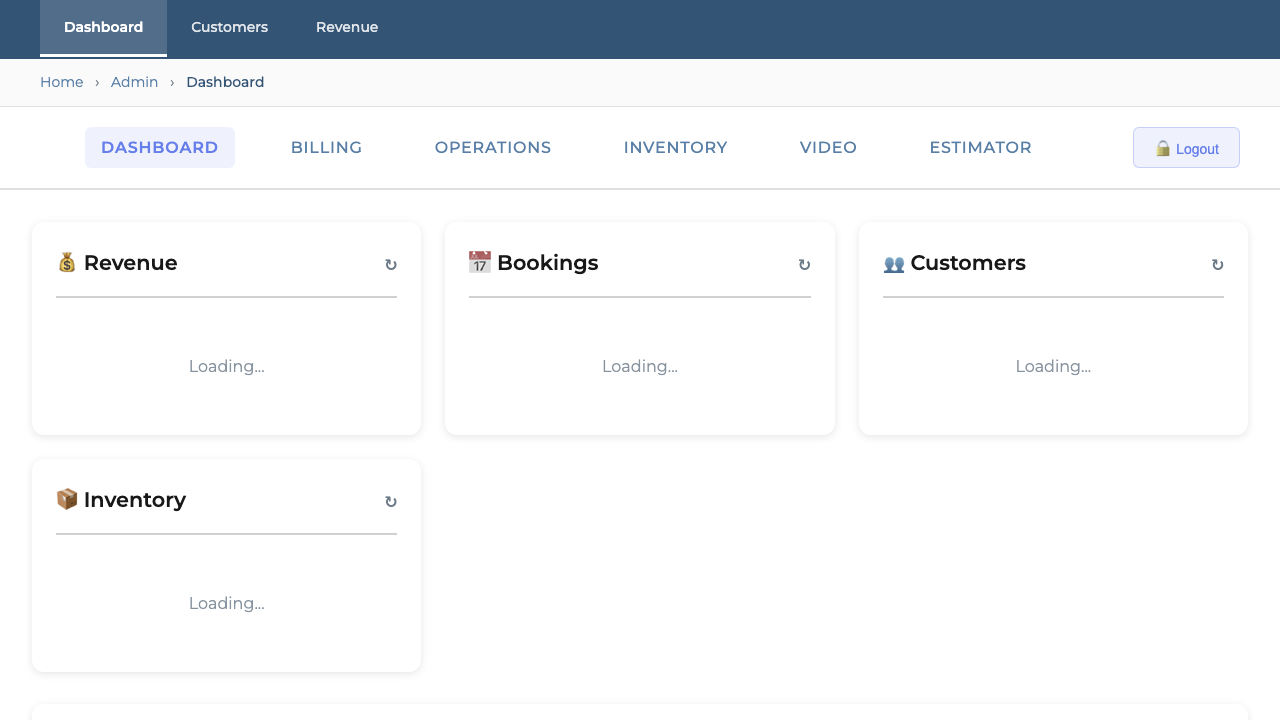 Dashboard Customers Revenue
Home › Admin › Dashboard
DASHBOARD BILLING OPERATIONS INVENTORY VIDEO ESTIMATOR 🔒 Logout
💰 Revenue ↻
📅 Bookings ↻
👥 Customers ↻
Loading...
Loading...
Loading...
📦 Inventory ↻
Loading...